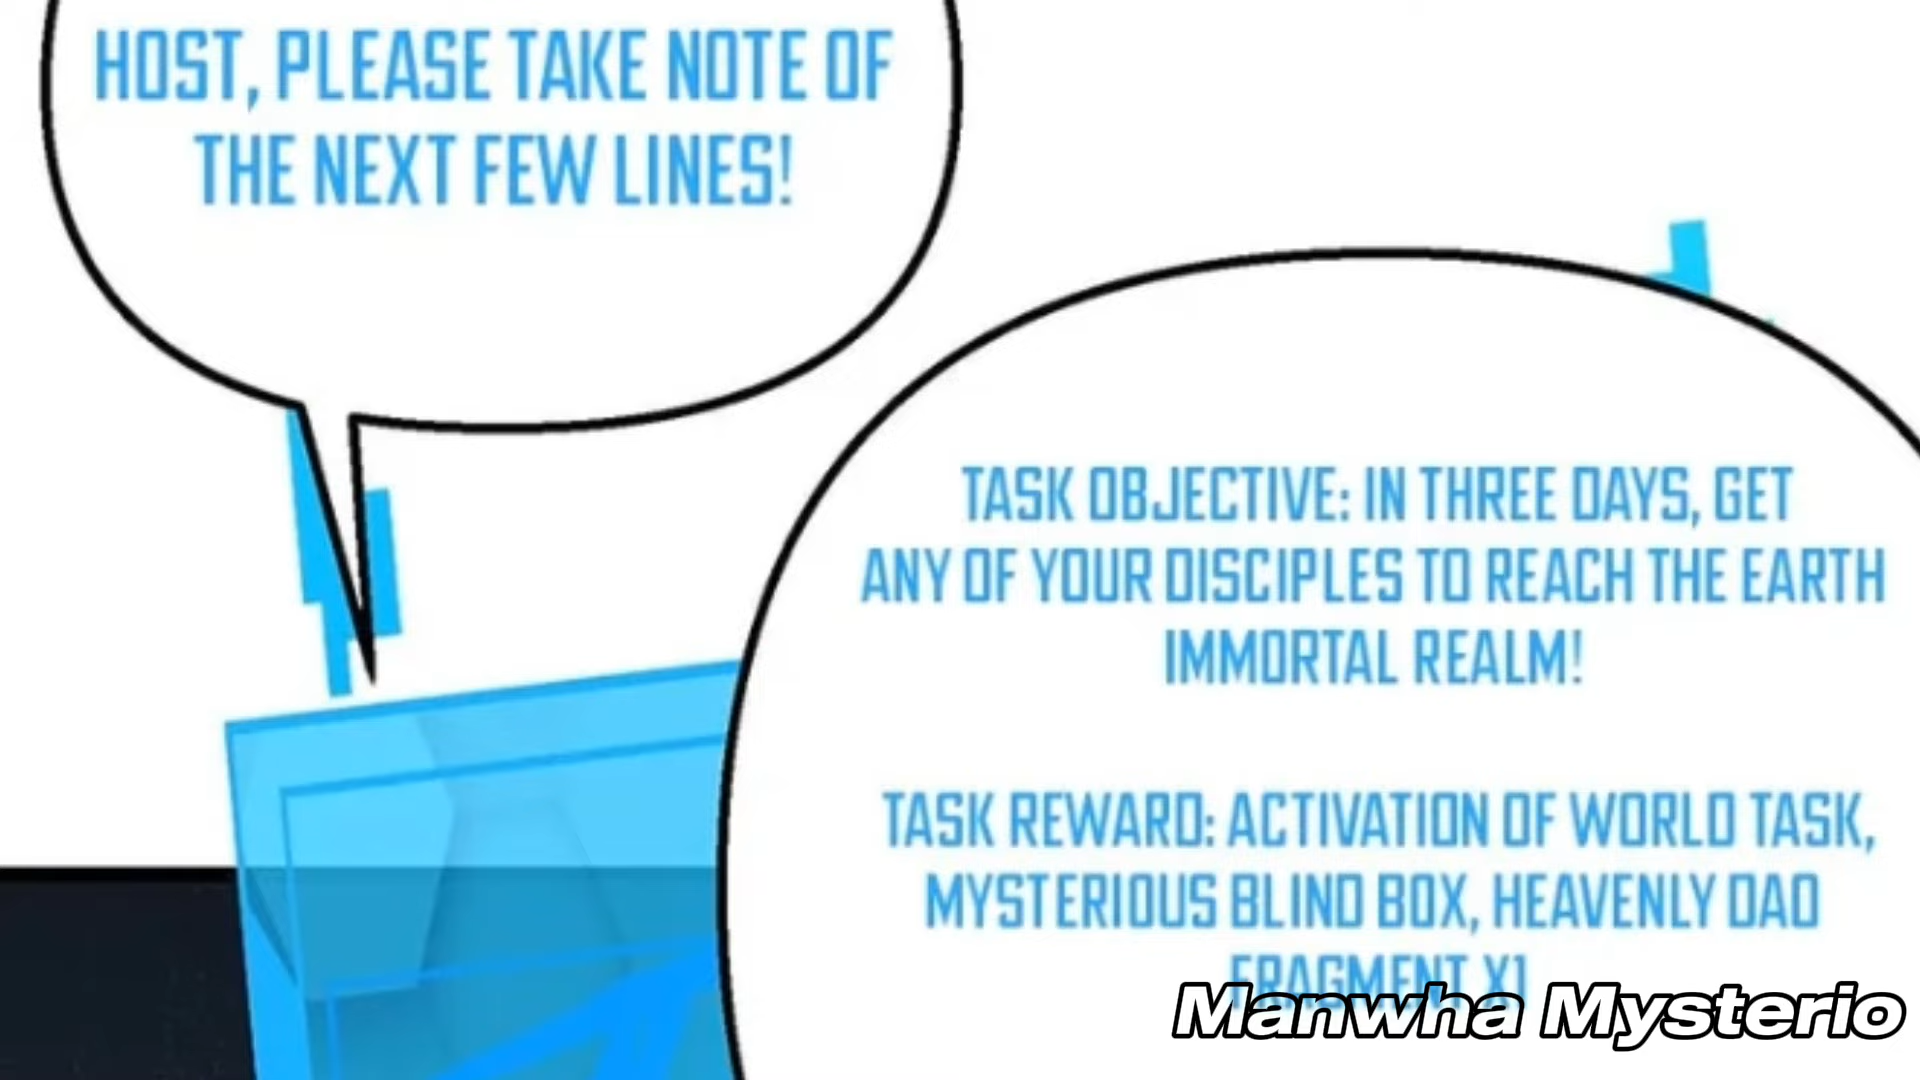 HOST, PLEASE TAKE NOTE OF
THE NEXT FEW LINES!
TASK OBJECTIVE: IN THREE DAYS, GET
ANY OF YOUR DISCIPLES TO REACH THE EARTH
IMMORTAL REALM!
TASK REWARD: ACTIVATION OF WORLD TASK,
MYSTERIOUS BLIND BOX, HEAVENLY DAO
FRAGMENT X1
Manwha Mysterio